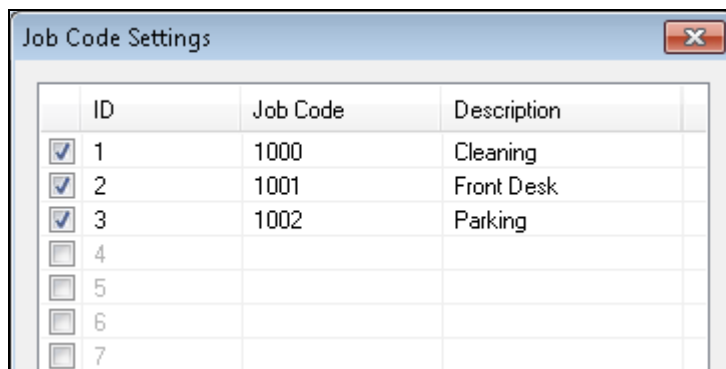 Job Code Settings
ID Job Code Description
1 1000 Cleaning
2 1001 Front Desk
3 1002 Parking
4
5
6
7